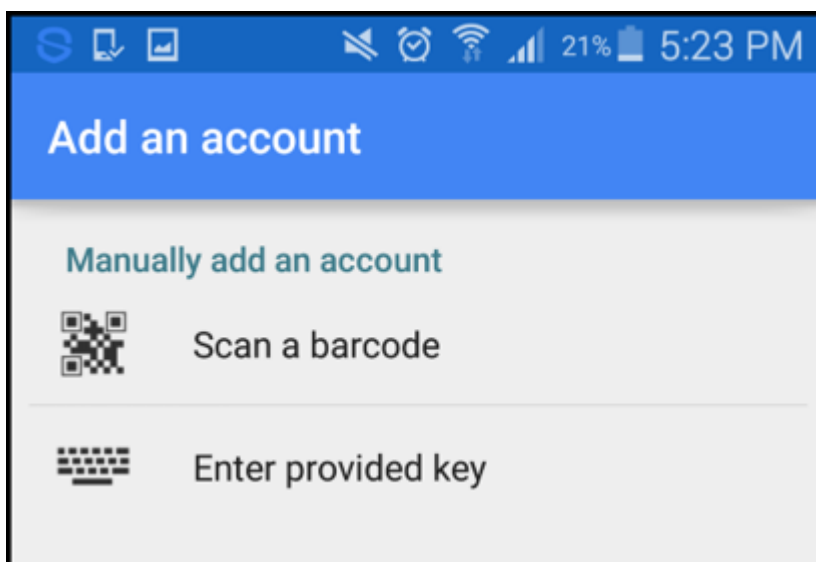 21% 5:23 PM
Add an account
Manually add an account
Scan a barcode
Enter provided key